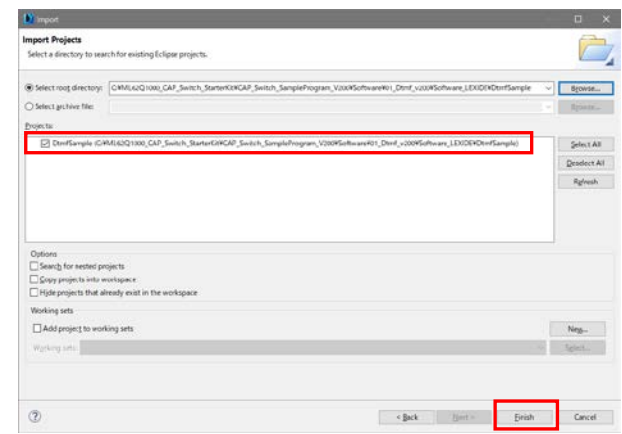 Import
Import Projects
Select a directory to search for existing Eclipse projects.
Select root directory: C:¥ML62Q1000_CAP_Switch_StarterKit¥CAP_Switch_SampleProgram_V200¥Software¥01_Dtmf_v200¥Software_LEXIDE¥DtmfSample Browse...
Select archive file: Browse...
Projects:
DtmfSample (C:¥ML62Q1000_CAP_Switch_StarterKit¥CAP_Switch_SampleProgram_V200¥Software¥01_Dtmf_v200¥Software_LEXIDE¥DtmfSample)
Select All
Deselect All
Refresh
Options
Search for nested projects
Copy projects into workspace
Hide projects that already exist in the workspace
Working sets
Add project to working sets New...
Working sets: Select...
< Back Next > Finish Cancel